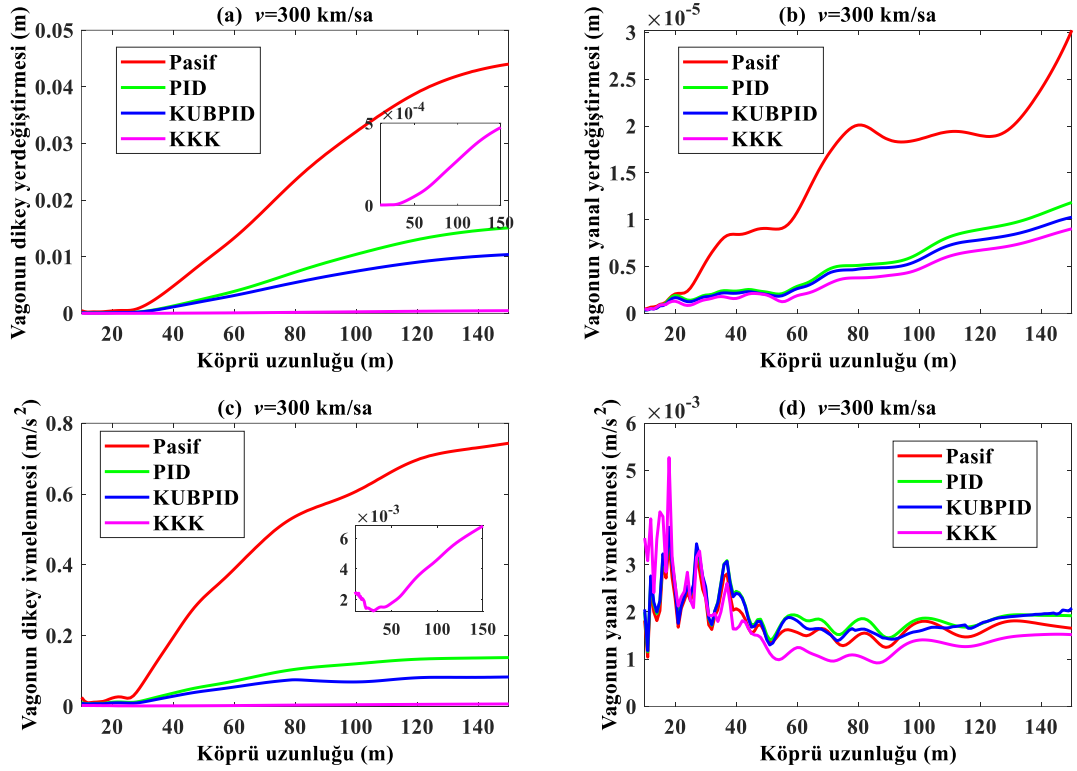 (a) v=300 km/sa
Vagonun dikey yerdeğiştirmesi (m)
0.05
0.04
0.03
0.02
0.01
0
Pasif
PID
KUBPID
KKK
5 ×10-4
0
50 100 150
20 40 60 80 100 120 140
Köprü uzunluğu (m)
(b) v=300 km/sa
×10-5
Vagonun yanal yerdeğiştirmesi (m)
3
2.5
2
1.5
1
0.5
0
Pasif
PID
KUBPID
KKK
20 40 60 80 100 120 140
Köprü uzunluğu (m)
(c) v=300 km/sa
Vagonun dikey ivmelenmesi (m/s2)
0.8
0.6
0.4
0.2
0
Pasif
PID
KUBPID
KKK
×10-3
6
4
2
50 100 150
20 40 60 80 100 120 140
Köprü uzunluğu (m)
(d) v=300 km/sa
×10-3
Vagonun yanal ivmelenmesi (m/s2)
6
5
4
3
2
1
0
Pasif
PID
KUBPID
KKK
20 40 60 80 100 120 140
Köprü uzunluğu (m)